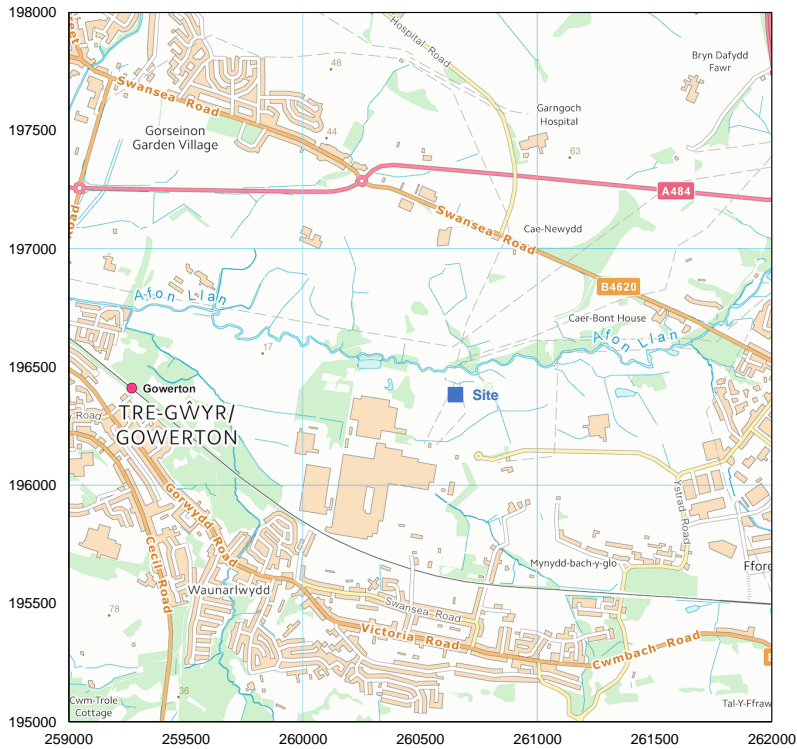 198000
Hospital Road
Bryn Dafydd
Fawr
reet
48
Swansea Road
Garngoch
Hospital
197500
44
Gorseinon
Garden Village
63
A484
Road
Swansea Road
Cae-Newydd
197000
B4620
Afon Llan
Caer-Bont House
Afon Llan
17
196500
Gowerton
Site
TRE-GŴYR/
GOWERTON
Road
196000
Gorwydd Road
Ystrad Road
Cecil Road
Mynydd-bach-y-glo
Ffore
Waunarlwydd
195500
Swansea Road
78
Victoria Road
Cwmbach Road
36
Cwm-Trole
Cottage
Tal-Y-Ffraw
195000
259000
259500
260000
260500
261000
261500
262000